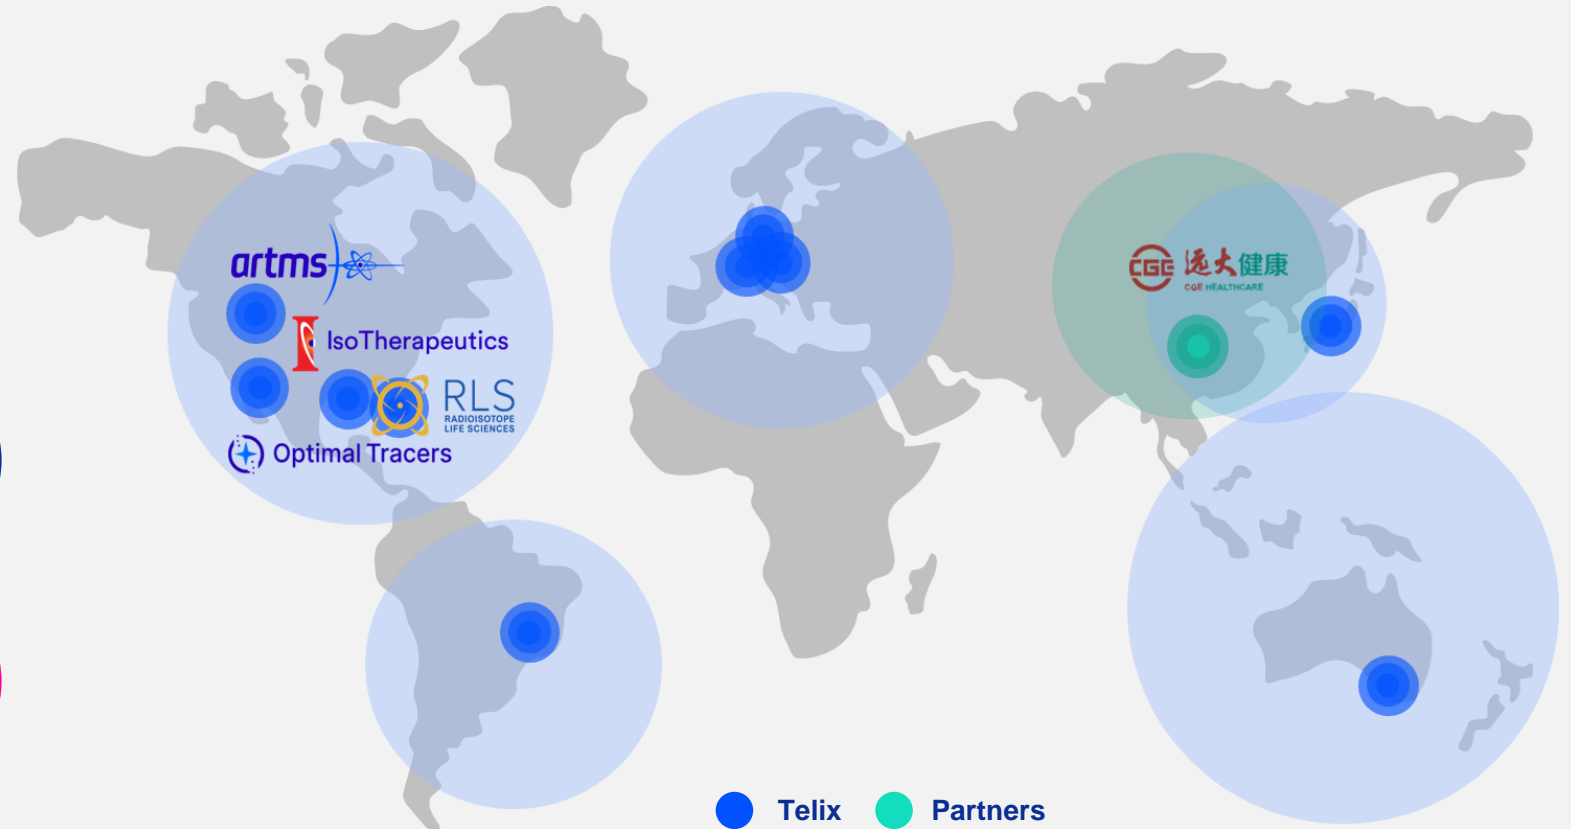 artms
IsoTherapeutics
RLS
RADIOISOTOPE
LIFE SCIENCES
Optimal Tracers
CGE 远大健康
CGE HEALTHCARE
Telix
Partners